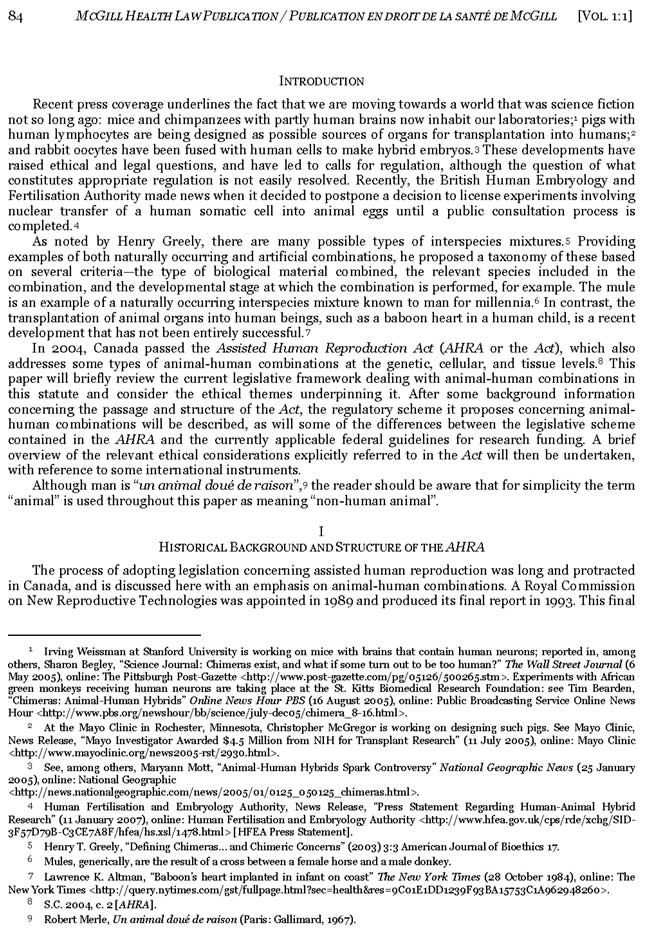 84 MCGILL HEALTH LAW PUBLICATION / PUBLICATION EN DROIT DE LA SANTÉ DE MCGILL [VOL. 1:1]
INTRODUCTION
Recent press coverage underlines the fact that we are moving towards a world that was science fiction
not so long ago: mice and chimpanzees with partly human brains now inhabit our laboratories;1 pigs with
human lymphocytes are being designed as possible sources of organs for transplantation into humans;2
and rabbit oocytes have been fused with human cells to make hybrid embryos.3 These developments have
raised ethical and legal questions, and have led to calls for regulation, although the question of what
constitutes appropriate regulation is not easily resolved. Recently, the British Human Embryology and
Fertilisation Authority made news when it decided to postpone a decision to license experiments involving
nuclear transfer of a human somatic cell into animal eggs until a public consultation process is
completed.4
As noted by Henry Greely, there are many possible types of interspecies mixtures.5 Providing
examples of both naturally occurring and artificial combinations, he proposed a taxonomy of these based
on several criteria—the type of biological material combined, the relevant species included in the
combination, and the developmental stage at which the combination is performed, for example. The mule
is an example of a naturally occurring interspecies mixture known to man for millennia.6 In contrast, the
transplantation of animal organs into human beings, such as a baboon heart in a human child, is a recent
development that has not been entirely successful.7
In 2004, Canada passed the Assisted Human Reproduction Act (AHRA or the Act), which also
addresses some types of animal-human combinations at the genetic, cellular, and tissue levels.8 This
paper will briefly review the current legislative framework dealing with animal-human combinations in
this statute and consider the ethical themes underpinning it. After some background information
concerning the passage and structure of the Act, the regulatory scheme it proposes concerning animal-
human combinations will be described, as will some of the differences between the legislative scheme
contained in the AHRA and the currently applicable federal guidelines for research funding. A brief
overview of the relevant ethical considerations explicitly referred to in the Act will then be undertaken,
with reference to some international instruments.
Although man is “un animal doué de raison”,9 the reader should be aware that for simplicity the term
“animal” is used throughout this paper as meaning “non-human animal”.
I
HISTORICAL BACKGROUND AND STRUCTURE OF THE AHRA
The process of adopting legislation concerning assisted human reproduction was long and protracted
in Canada, and is discussed here with an emphasis on animal-human combinations. A Royal Commission
on New Reproductive Technologies was appointed in 1989 and produced its final report in 1993. This final
1 Irving Weissman at Stanford University is working on mice with brains that contain human neurons; reported in, among
others, Sharon Begley, “Science Journal: Chimeras exist, and what if some turn out to be too human?” The Wall Street Journal (6
May 2005), online: The Pittsburgh Post-Gazette <http://www.post-gazette.com/pg/05126/500265.stm>. Experiments with African
green monkeys receiving human neurons are taking place at the St. Kitts Biomedical Research Foundation: see Tim Bearden,
“Chimeras: Animal-Human Hybrids” Online News Hour PBS (16 August 2005), online: Public Broadcasting Service Online News
Hour <http://www.pbs.org/newshour/bb/science/july-dec05/chimera_8-16.html>.
2 At the Mayo Clinic in Rochester, Minnesota, Christopher McGregor is working on designing such pigs. See Mayo Clinic,
News Release, “Mayo Investigator Awarded $4.5 Million from NIH for Transplant Research” (11 July 2005), online: Mayo Clinic
<http://www.mayoclinic.org/news2005-rst/2930.html>.
3 See, among others, Maryann Mott, “Animal-Human Hybrids Spark Controversy” National Geographic News (25 January
2005), online: National Geographic
<http://news.nationalgeographic.com/news/2005/01/0125_050125_chimeras.html>.
4 Human Fertilisation and Embryology Authority, News Release, “Press Statement Regarding Human-Animal Hybrid
Research” (11 January 2007), online: Human Fertilisation and Embryology Authority <http://www.hfea.gov.uk/cps/rde/xchg/SID-
3F57D79B-C3CE7A8F/hfea/hs.xsl/1478.html> [HFEA Press Statement].
5 Henry T. Greely, “Defining Chimeras... and Chimeric Concerns” (2003) 3:3 American Journal of Bioethics 17.
6 Mules, generically, are the result of a cross between a female horse and a male donkey.
7 Lawrence K. Altman, “Baboon’s heart implanted in infant on coast” The New York Times (28 October 1984), online: The
New York Times <http://query.nytimes.com/gst/fullpage.html?sec=health&res=9C01E1DD1239F93BA15753C1A962948260>.
8 S.C. 2004, c. 2 [AHRA].
9 Robert Merle, Un animal doué de raison (Paris: Gallimard, 1967).